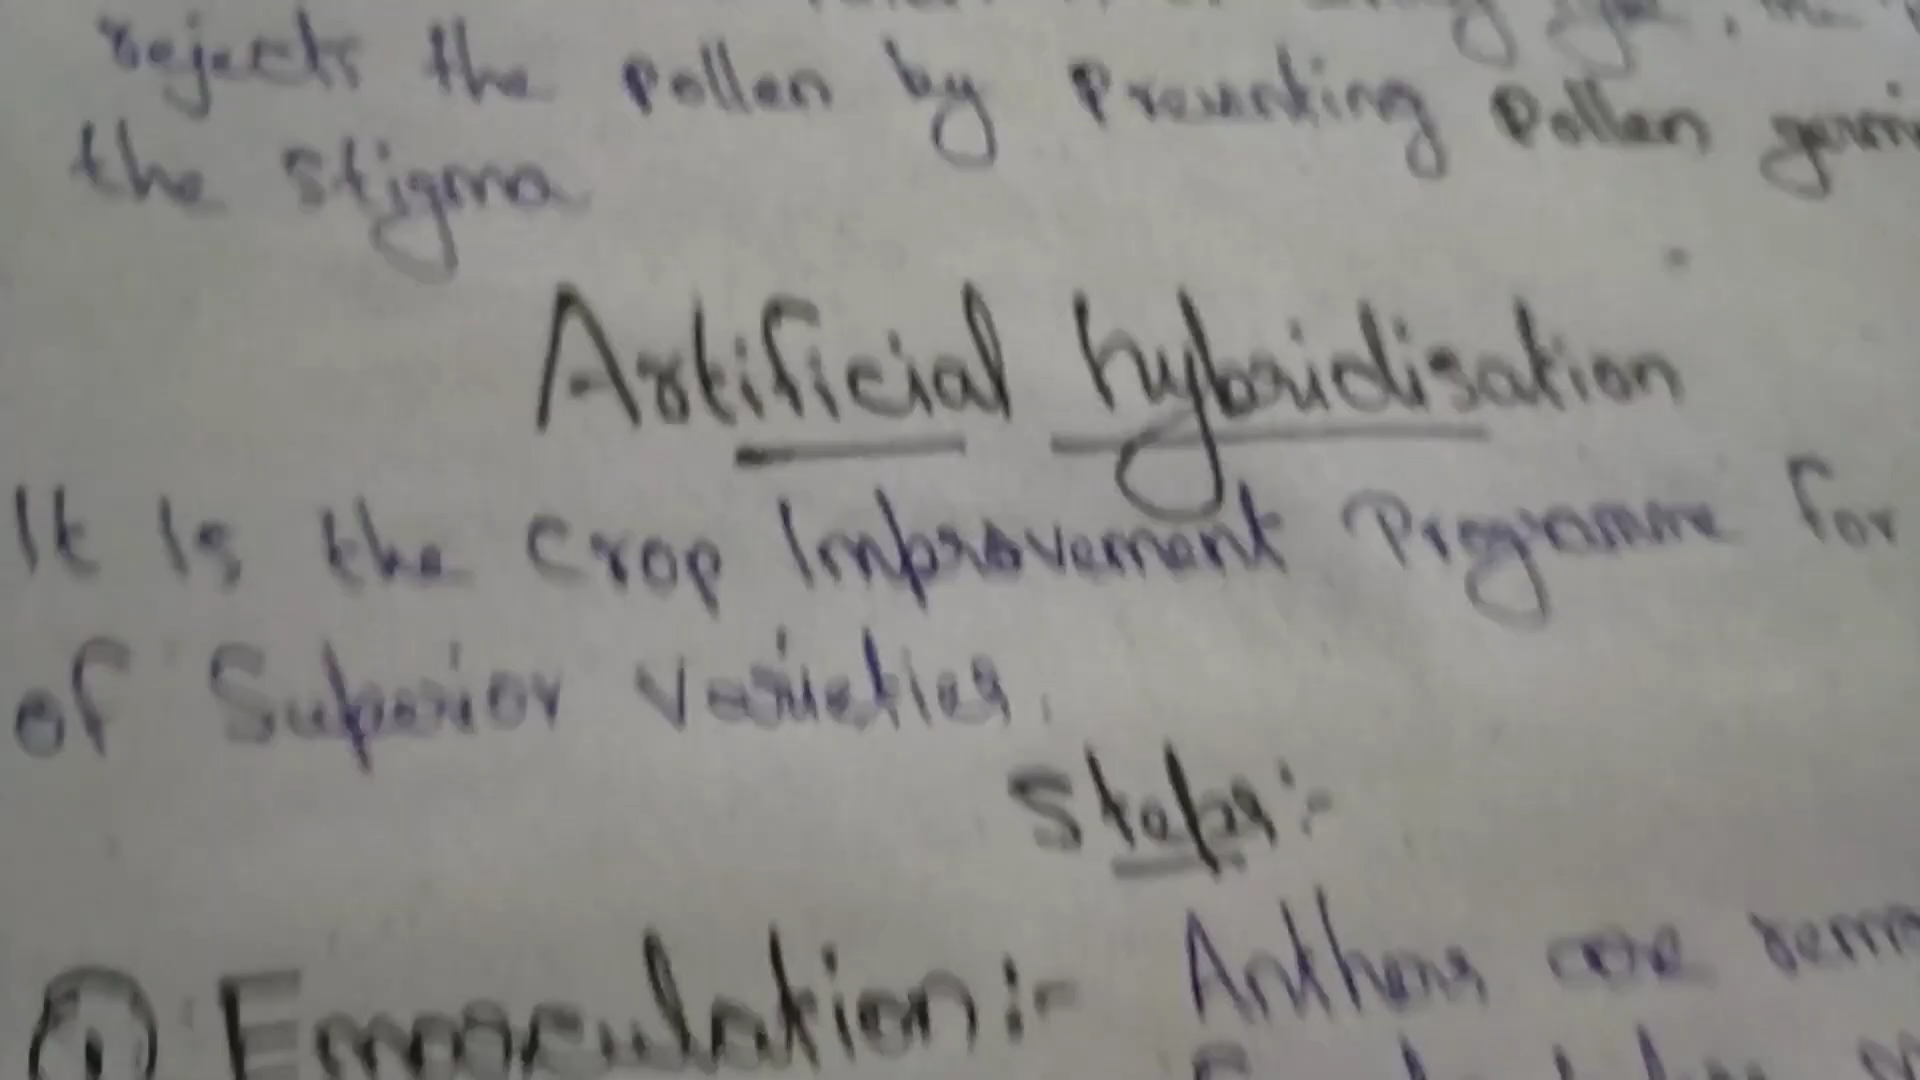 rejects the pollen by Preventing Pollen
the stigma
Artificial hybridisation
It is the Crop Improvement Programme For
of Superior Varieties.
Steps:-
① Emasculation:- Anthers are